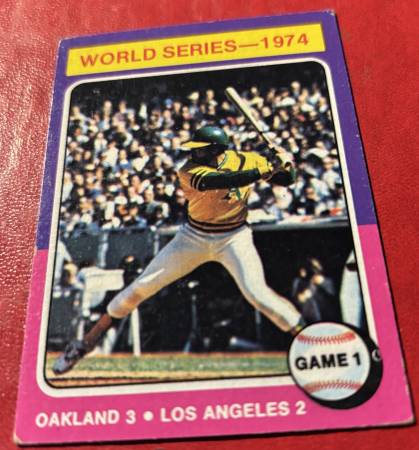 WORLD SERIES—1974
GAME 1
OAKLAND 3 • LOS ANGELES 2